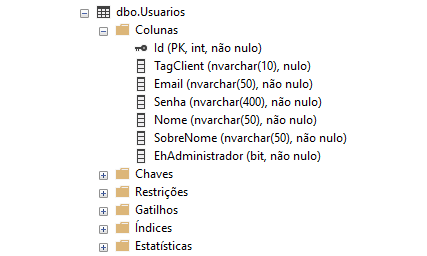 dbo.Usuarios
Colunas
Id (PK, int, não nulo)
TagClient (nvarchar(10), nulo)
Email (nvarchar(50), não nulo)
Senha (nvarchar(400), não nulo)
Nome (nvarchar(50), não nulo)
SobreNome (nvarchar(50), não nulo)
EhAdministrador (bit, não nulo)
Chaves
Restrições
Gatilhos
Índices
Estatísticas